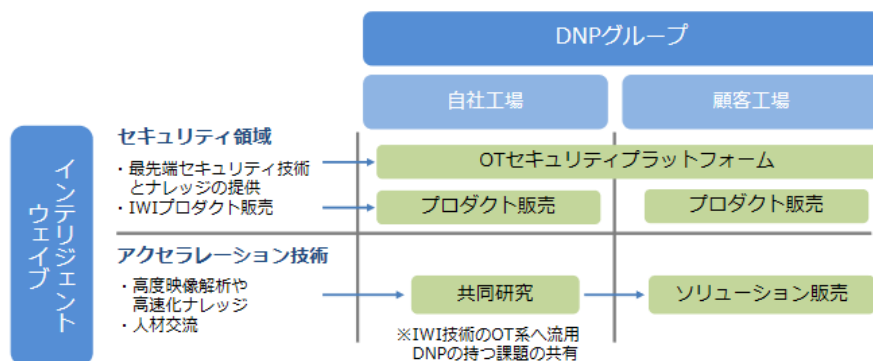 DNPグループ
自社工場
顧客工場
インテリジェント
ウェイブ
セキュリティ領域
・最先端セキュリティ技術
とナレッジの提供
・IWIプロダクト販売
OTセキュリティプラットフォーム
プロダクト販売
プロダクト販売
アクセラレーション技術
・高度映像解析や
高速化ナレッジ
・人材交流
共同研究
ソリューション販売
※IWI技術のOT系へ流用
DNPの持つ課題の共有